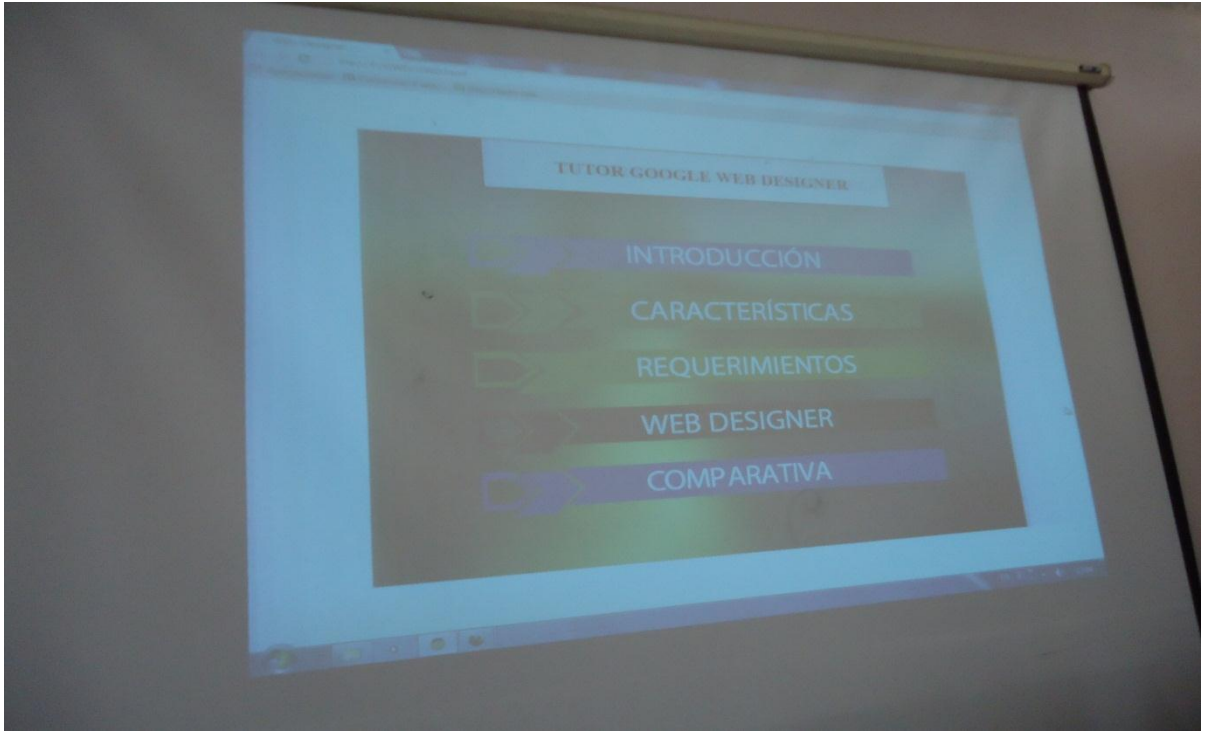 TUTOR GOOGLE WEB DESIGNER
INTRODUCCIÓN
CARACTERÍSTICAS
REQUERIMIENTOS
WEB DESIGNER
COMPARATIVA